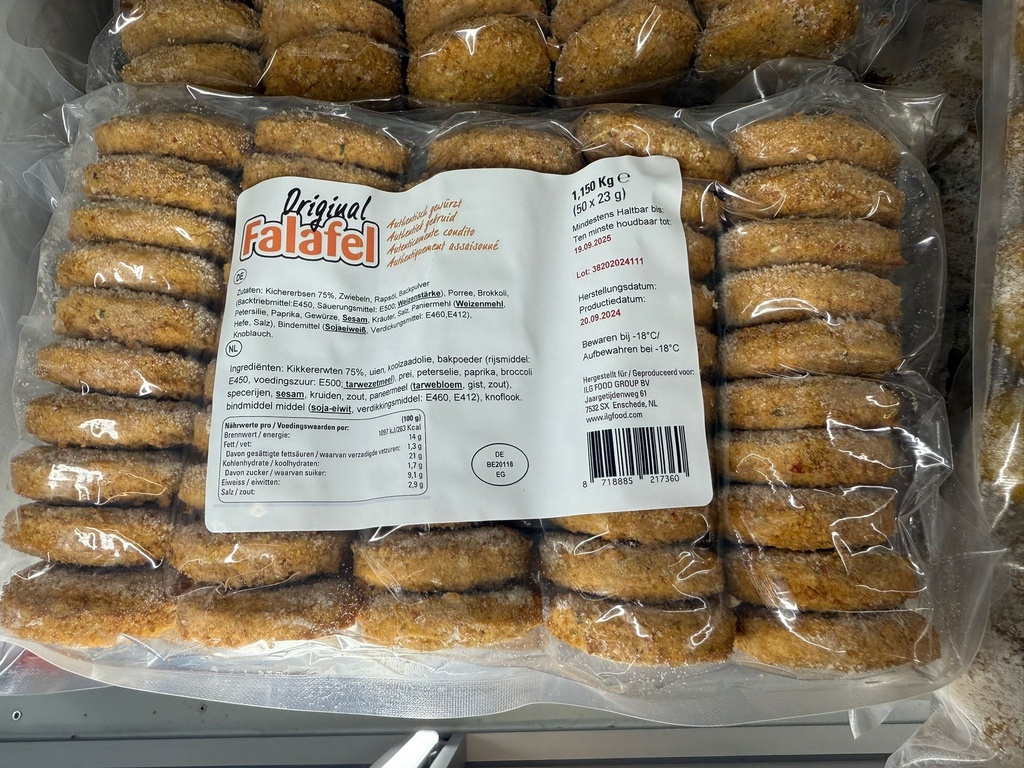 Original
Falafel
Authentisch gewürzt
Authentiek gekruid
Autenticamente condito
Authentiquement assaisonné
1,150 Kg ℮
(50 x 23 g)
Mindestens Haltbar bis:
Ten minste houdbaar tot:
19.09.2025
Lot: 38202024111
Herstellungsdatum:
Productiedatum:
20.09.2024
Bewaren bij -18°C/
Aufbewahren bei -18°C
Hergestellt für / Geproduceerd voor:
ILG FOOD GROUP BV
Jaargetijdenweg 61
7532 SX Enschede, NL
www.ilgfood.com
8 718885 217360
DE
Zutaten: Kichererbsen 75%, Zwiebeln, Rapsöl, Backpulver
(Backtriebmittel:E450, Säuerungsmittel: E500; Weizenstärke), Porree, Brokkoli,
Petersilie, Paprika, Gewürze, Sesam, Kräuter, Salz, Paniermehl (Weizenmehl,
Hefe, Salz), Bindemittel (Sojaeiweiß, Verdickungsmittel: E460,E412),
Knoblauch.
NL
Ingrediënten: Kikkererwten 75%, uien, koolzaadolie, bakpoeder (rijsmiddel:
E450, voedingszuur: E500; tarwezetmeel), prei, peterselie, paprika, broccoli
specerijen, sesam, kruiden, zout, paneermeel (tarwebloem, gist, zout),
bindmiddel middel (soja-eiwit, verdikkingsmiddel: E460, E412), knoflook.
Nährwerte pro / Voedingswaarden per: (100 g)
Brennwert / energie: 1097 kJ/263 Kcal
Fett / vet: 14 g
Davon gesättigte fettsäuren / waarvan verzadigde vetzuren: 1,3 g
Kohlenhydrate / koolhydraten: 21 g
Davon zucker / waarvan suiker: 1,7 g
Eiweiss / eiwitten: 9,1 g
Salz / zout: 2,9 g
DE
BE20118
EG